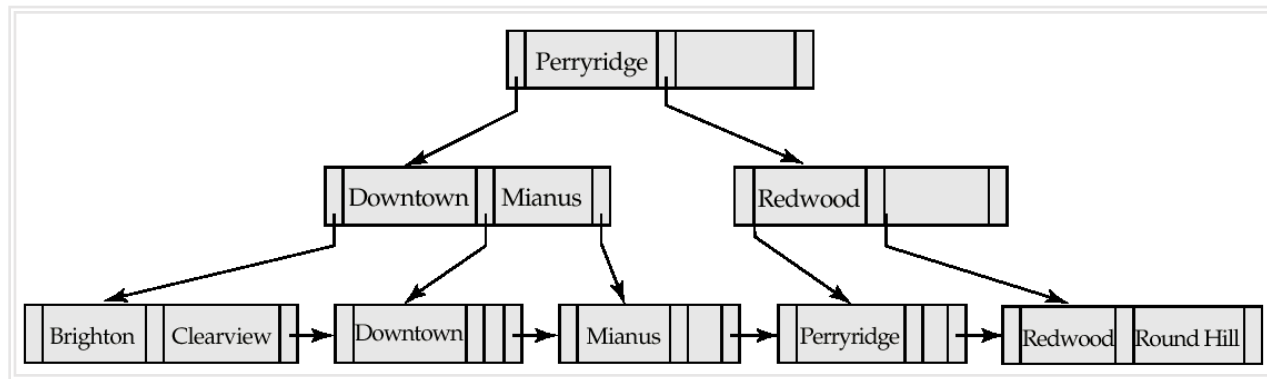 Perryridge
Downtown Mianus
Redwood
Brighton Clearview
Downtown
Mianus
Perryridge
Redwood Round Hill